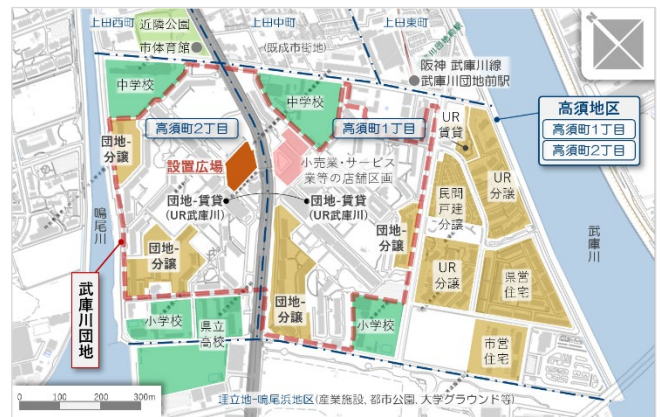 上田西町
近隣公園
市体育館
上田中町
(既成市街地)
上田東町
阪神 武庫川線
武庫川団地前駅
N
中学校
中学校
高須町2丁目
高須町1丁目
高須地区
高須町1丁目
高須町2丁目
UR
賃貸
団地-
分譲
設置広場
小売業・サービス
業等の店舗区画
UR
分譲
民間
戸建
分譲
団地-賃貸
(UR武庫川)
団地-賃貸
(UR武庫川)
鳴尾川
武庫川
団地-
分譲
団地-
分譲
UR
分譲
県営
住宅
武庫川団地
団地-
分譲
小学校
県立
高校
小学校
市営
住宅
0 100 200 300m
埋立地-鳴尾浜地区(産業施設、都市公園、大学グラウンド等)